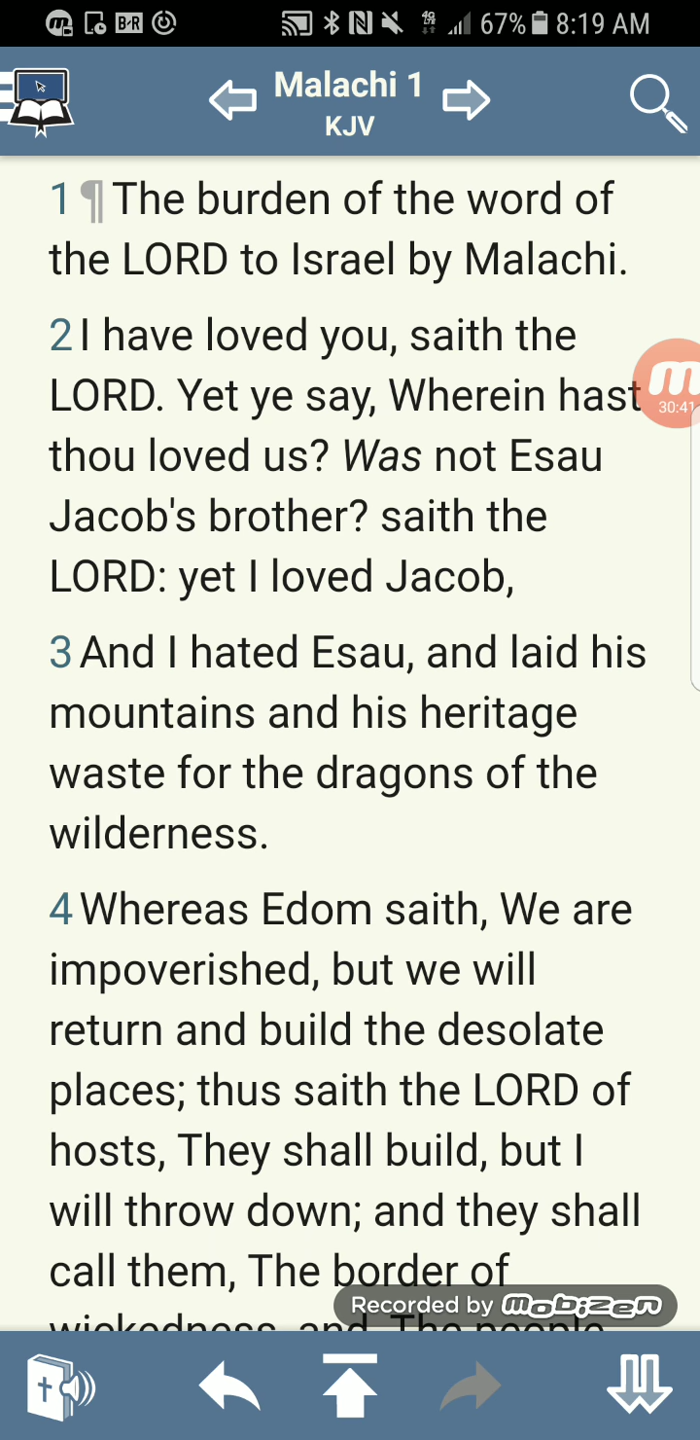 B-R 4G 67% 8:19 AM
Malachi 1
KJV
1 ¶ The burden of the word of
the LORD to Israel by Malachi.
2 I have loved you, saith the
LORD. Yet ye say, Wherein hast
thou loved us? Was not Esau
Jacob's brother? saith the
LORD: yet I loved Jacob,
30:41
3 And I hated Esau, and laid his
mountains and his heritage
waste for the dragons of the
wilderness.
4 Whereas Edom saith, We are
impoverished, but we will
return and build the desolate
places; thus saith the LORD of
hosts, They shall build, but I
will throw down; and they shall
call them, The border of
wickedness, and, The people
Recorded by mobizen